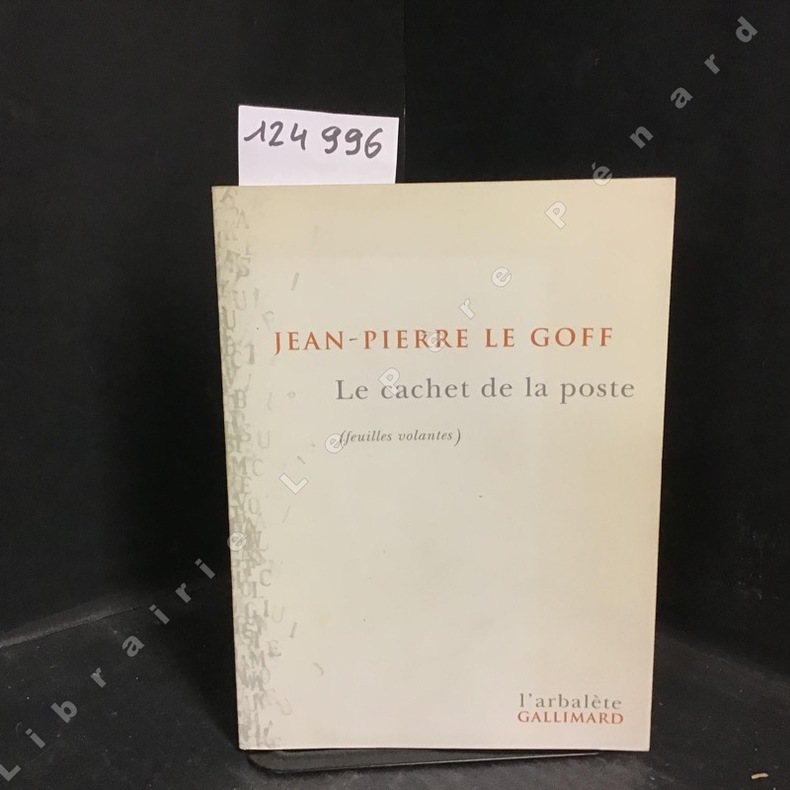 124 996
JEAN-PIERRE LE GOFF
Le cachet de la poste
(feuilles volantes)
l'arbalète
GALLIMARD
Librairie Le Père Pénard